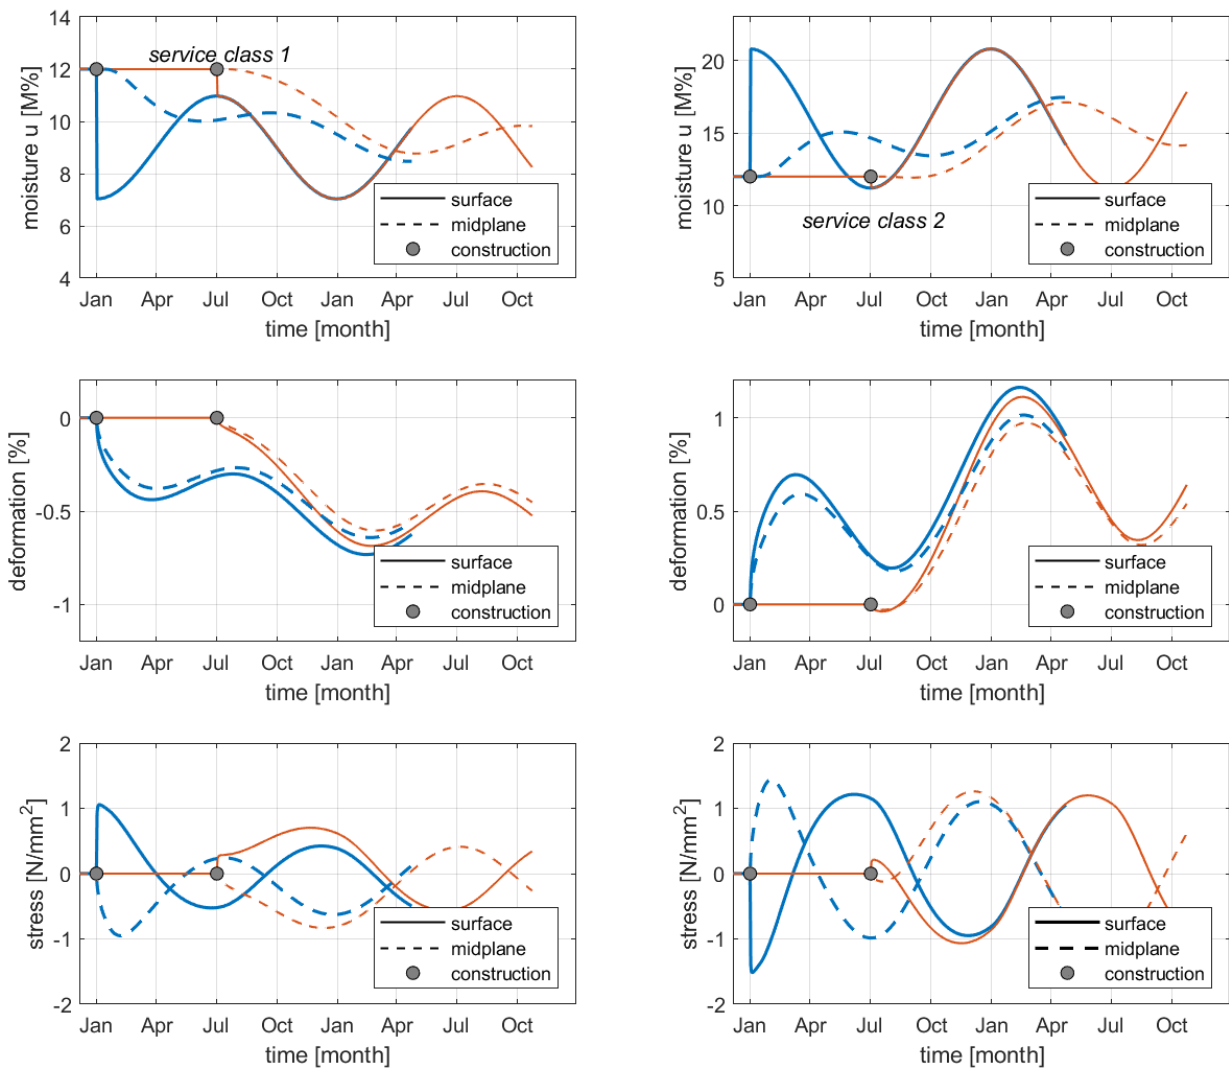 14
12
10
8
6
4
moisture u [M%]
service class 1
surface
midplane
construction
Jan Apr Jul Oct Jan Apr Jul Oct
time [month]
20
15
10
5
moisture u [M%]
service class 2
surface
midplane
construction
Jan Apr Jul Oct Jan Apr Jul Oct
time [month]
0
-0.5
-1
deformation [%]
surface
midplane
construction
Jan Apr Jul Oct Jan Apr Jul Oct
time [month]
1
0.5
0
deformation [%]
surface
midplane
construction
Jan Apr Jul Oct Jan Apr Jul Oct
time [month]
2
1
0
-1
-2
stress [N/mm²]
surface
midplane
construction
Jan Apr Jul Oct Jan Apr Jul Oct
time [month]
2
1
0
-1
-2
stress [N/mm²]
surface
midplane
construction
Jan Apr Jul Oct Jan Apr Jul Oct
time [month]